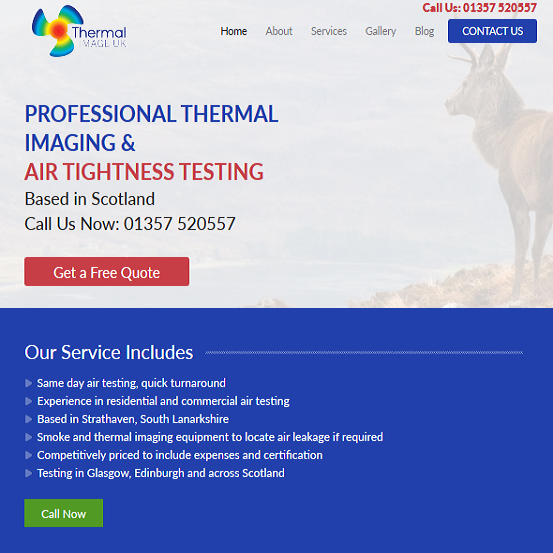 Call Us: 01357 520557
Thermal
IMAGE UK
Home About Services Gallery Blog CONTACT US
PROFESSIONAL THERMAL
IMAGING &
AIR TIGHTNESS TESTING
Based in Scotland
Call Us Now: 01357 520557
Get a Free Quote
Our Service Includes
Same day air testing, quick turnaround
Experience in residential and commercial air testing
Based in Strathaven, South Lanarkshire
Smoke and thermal imaging equipment to locate air leakage if required
Competitively priced to include expenses and certification
Testing in Glasgow, Edinburgh and across Scotland
Call Now